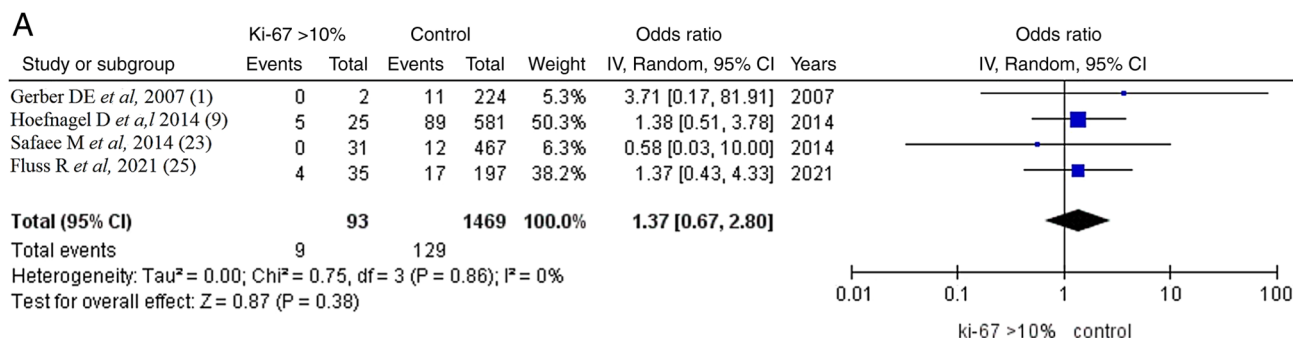 A
Ki-67 >10% Control Odds ratio Odds ratio
Study or subgroup Events Total Events Total Weight IV, Random, 95% CI Years IV, Random, 95% CI
Gerber DE et al, 2007 (1) 0 2 11 224 5.3% 3.71 [0.17, 81.91] 2007
Hoefnagel D et a,l 2014 (9) 5 25 89 581 50.3% 1.38 [0.51, 3.78] 2014
Safaee M et al, 2014 (23) 0 31 12 467 6.3% 0.58 [0.03, 10.00] 2014
Fluss R et al, 2021 (25) 4 35 17 197 38.2% 1.37 [0.43, 4.33] 2021
Total (95% CI) 93 1469 100.0% 1.37 [0.67, 2.80]
Total events 9 129
Heterogeneity: Tau² = 0.00; Chi² = 0.75, df = 3 (P = 0.86); I² = 0%
Test for overall effect: Z = 0.87 (P = 0.38)
0.01 0.1 1 10 100
ki-67 >10% control